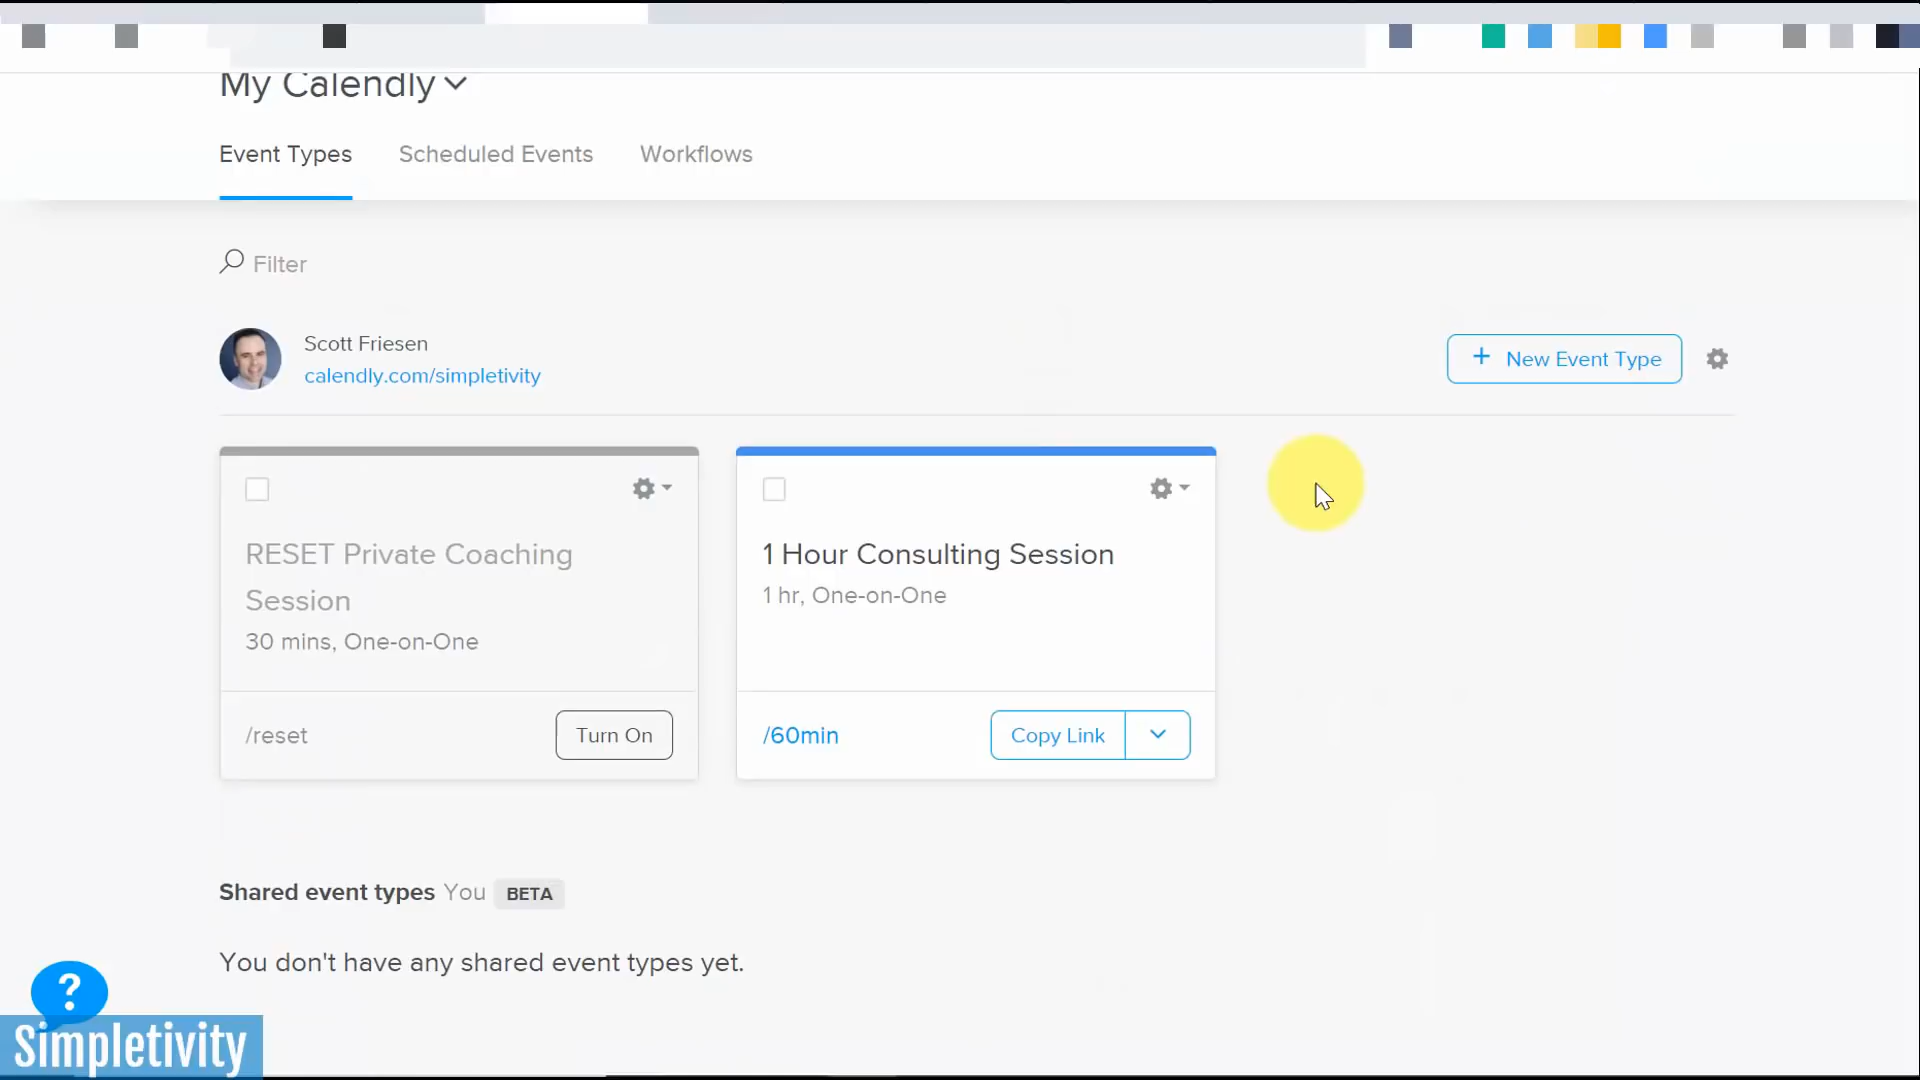 My Calendly
Event Types Scheduled Events Workflows
Filter
Scott Friesen
calendly.com/simpletivity
+ New Event Type
RESET Private Coaching
Session
30 mins, One-on-One
/reset
Turn On
1 Hour Consulting Session
1 hr, One-on-One
/60min
Copy Link
Shared event types You BETA
You don't have any shared event types yet.
?
Simpletivity